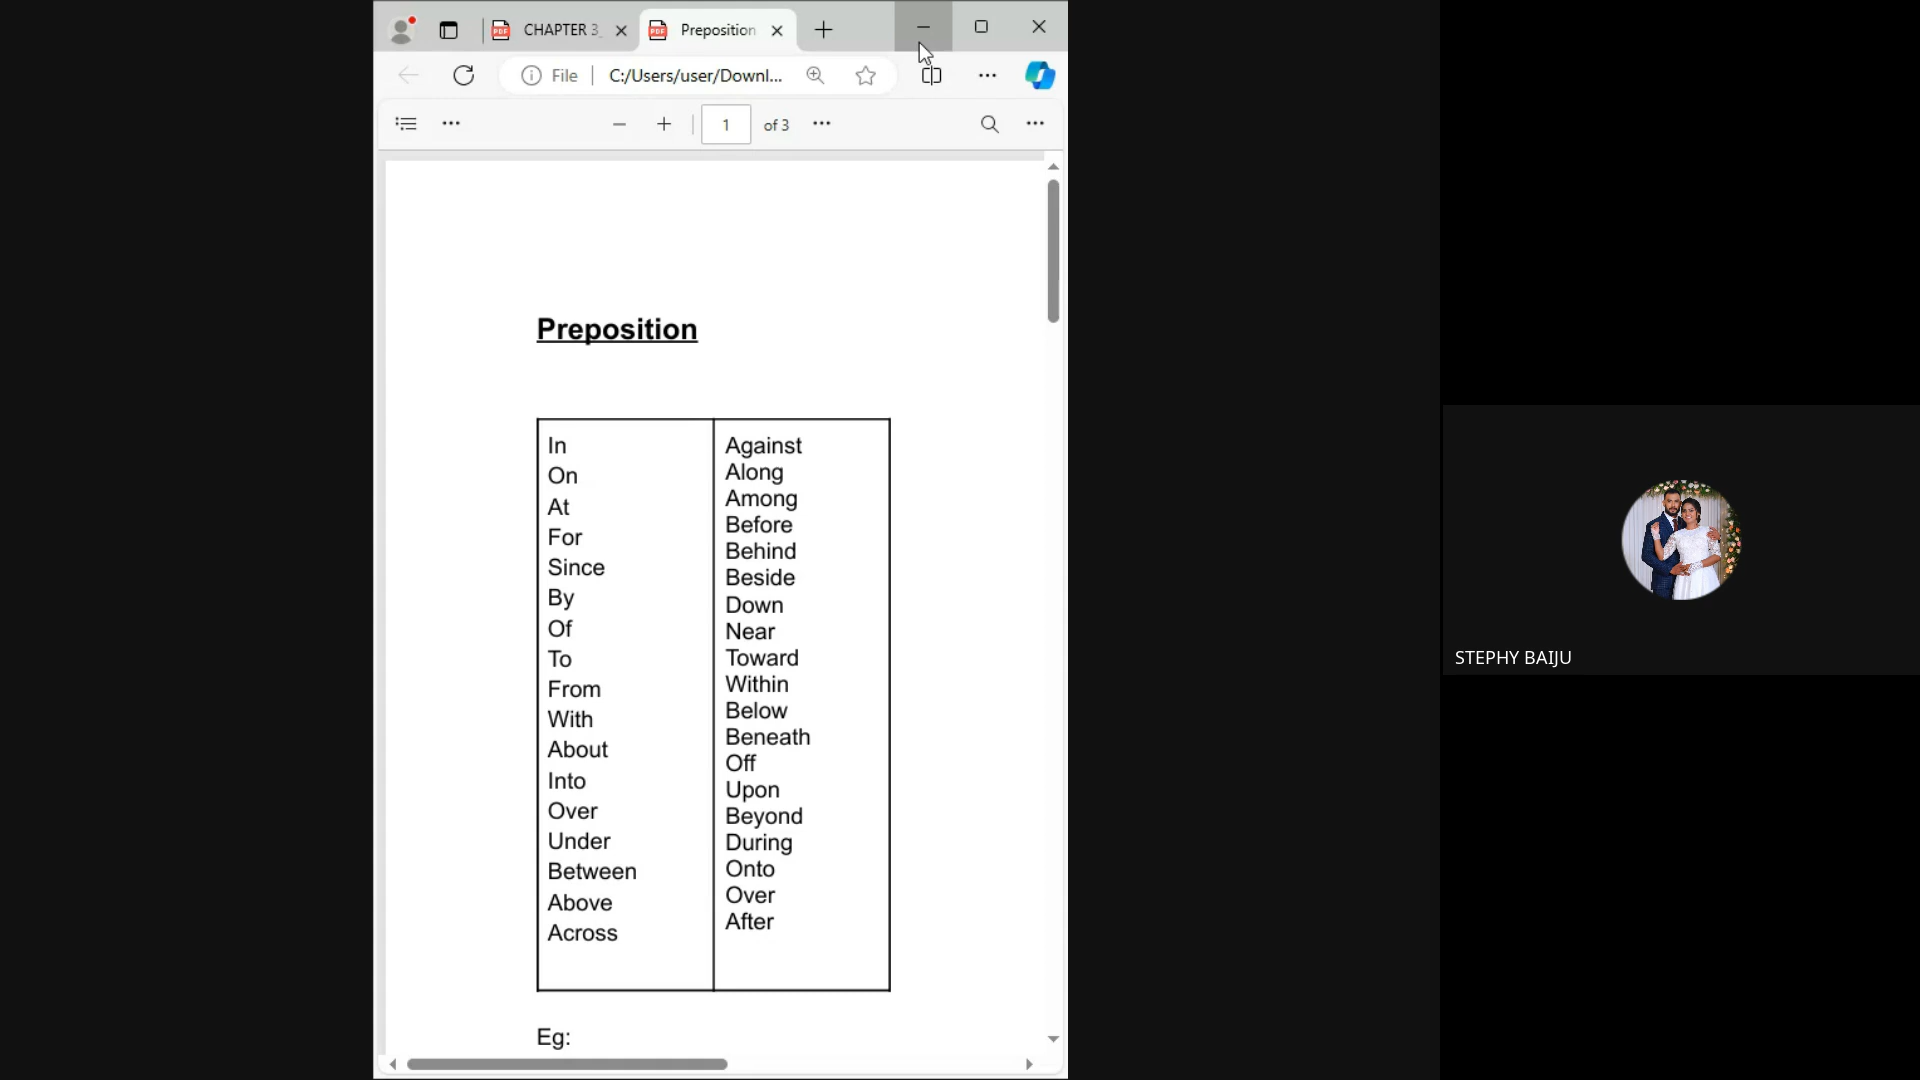 CHAPTER 3
Preposition
File
C:/Users/user/Downl...
1
of 3
Preposition
In
On
At
For
Since
By
Of
To
From
With
About
Into
Over
Under
Between
Above
Across
Against
Along
Among
Before
Behind
Beside
Down
Near
Toward
Within
Below
Beneath
Off
Upon
Beyond
During
Onto
Over
After
Eg:
STEPHY BAIJU